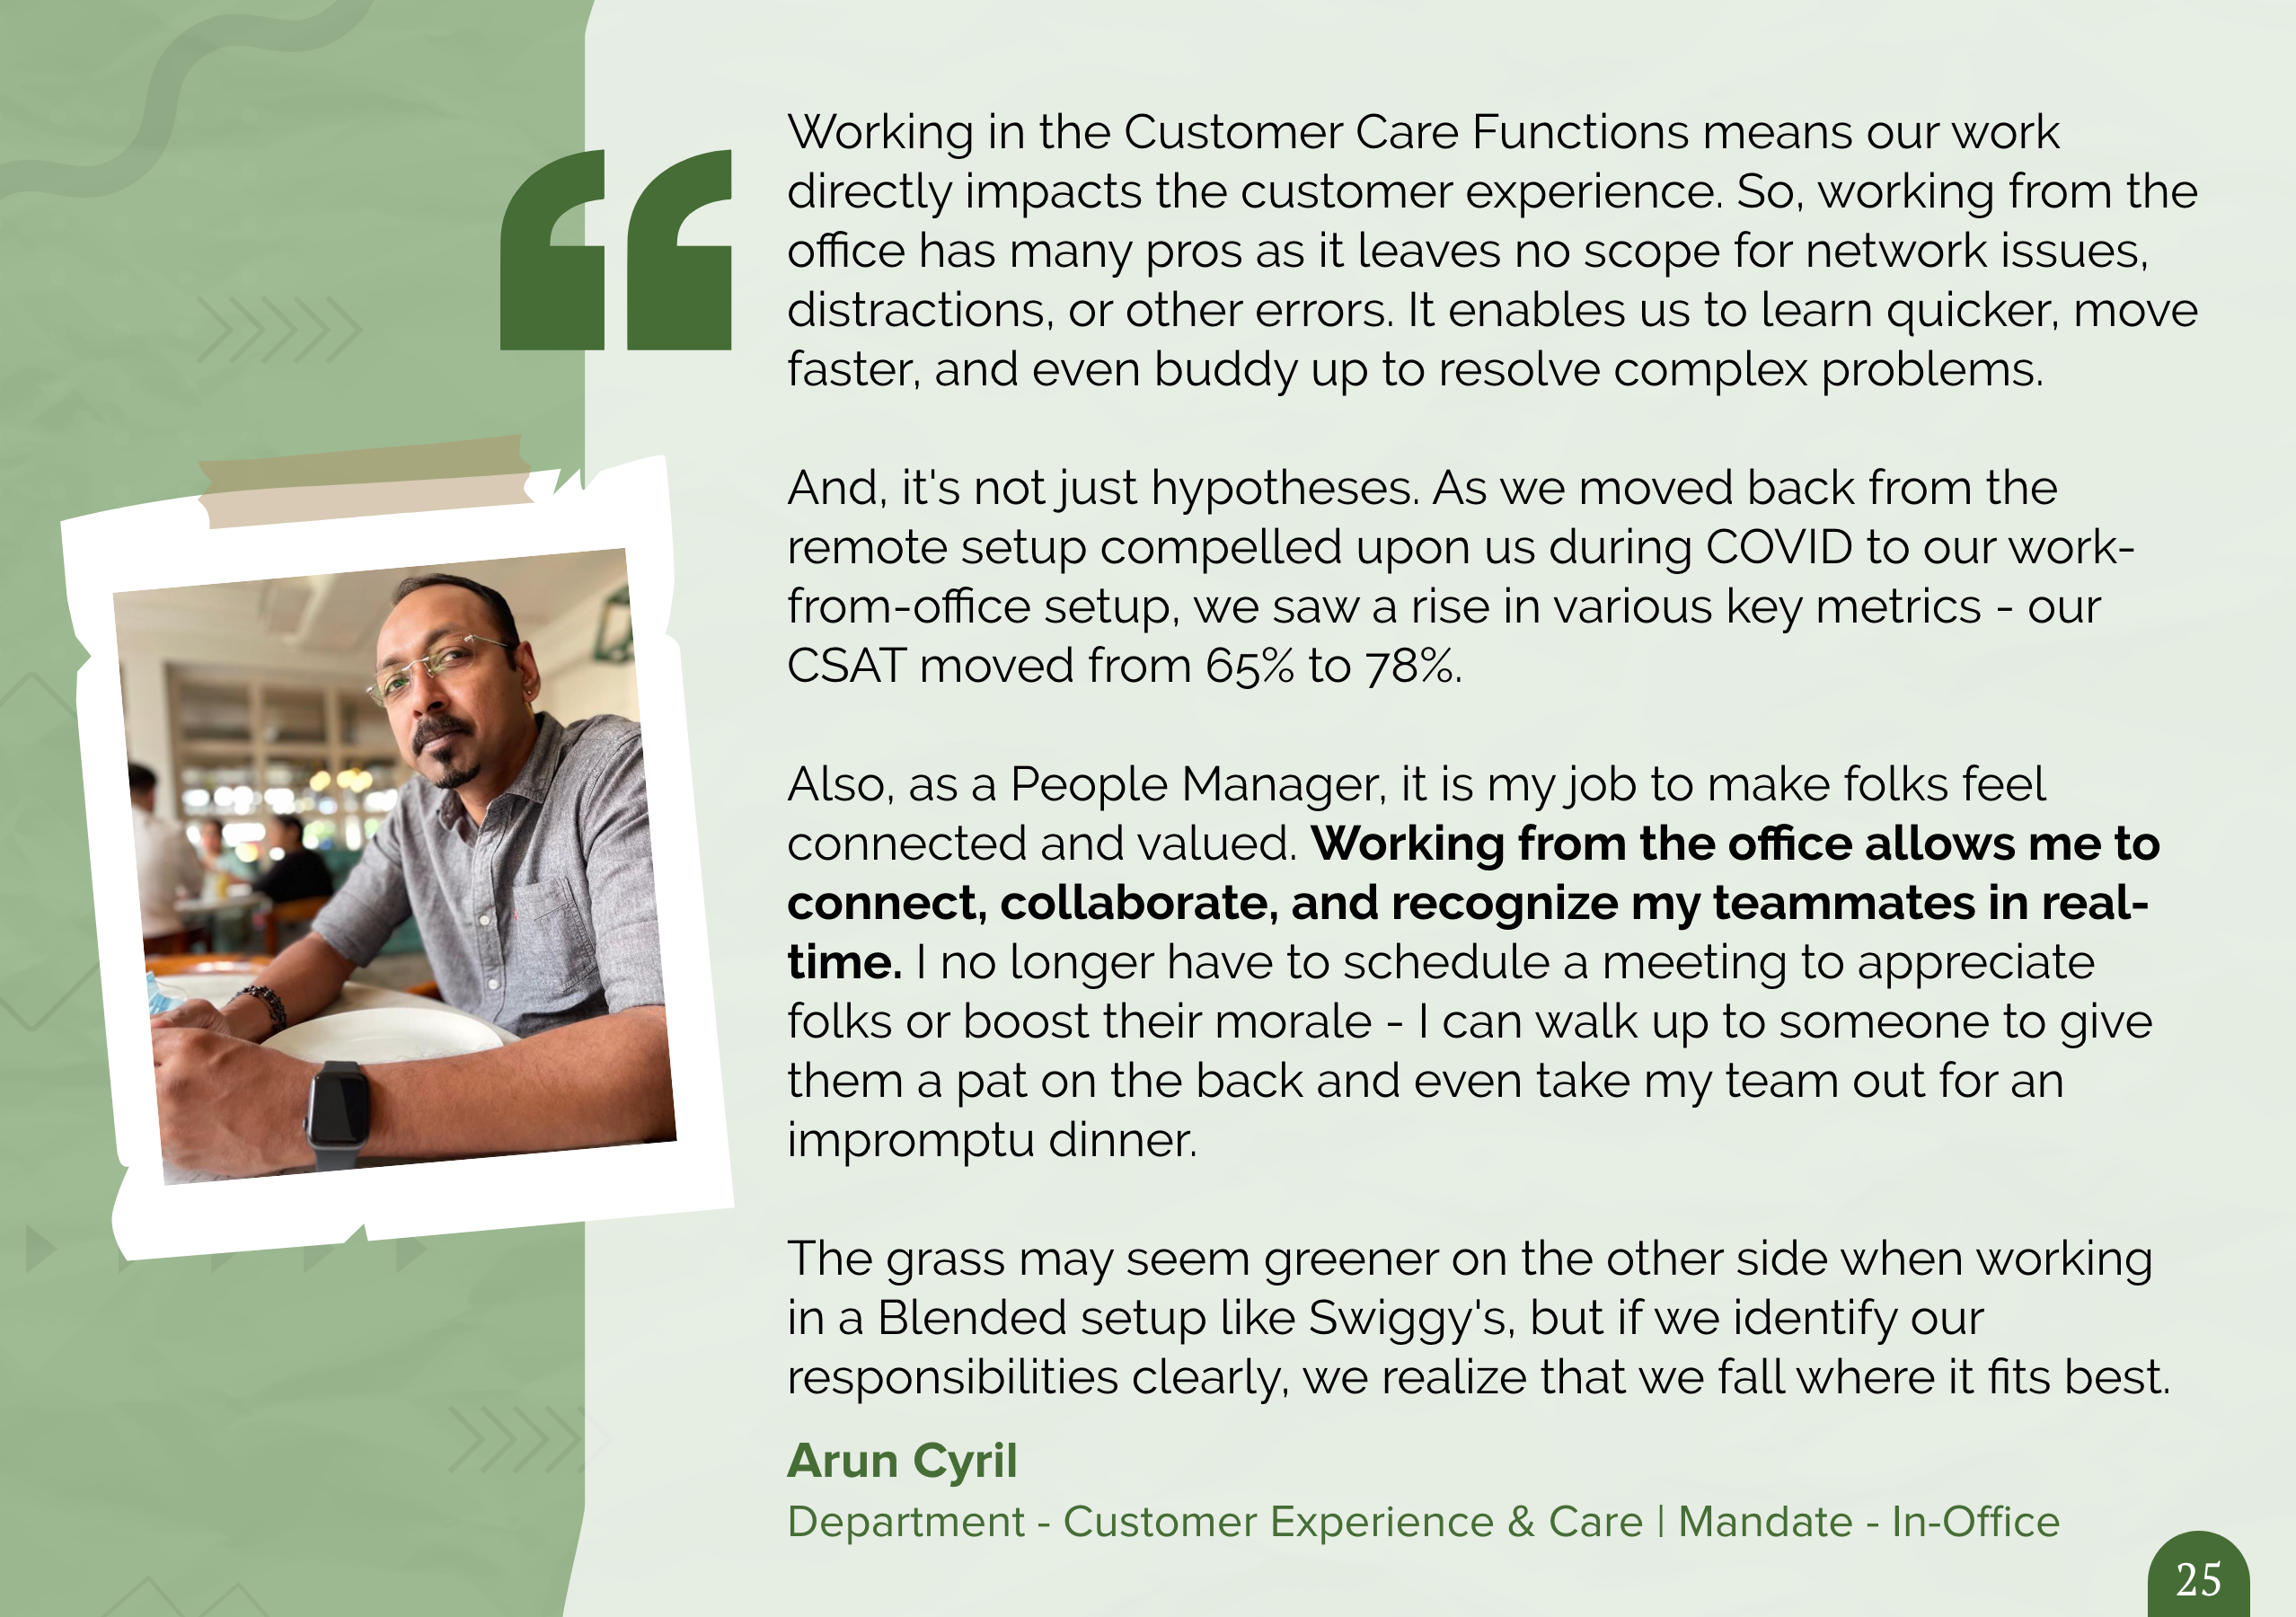 Working in the Customer Care Functions means our work
directly impacts the customer experience. So, working from the
office has many pros as it leaves no scope for network issues,
distractions, or other errors. It enables us to learn quicker, move
faster, and even buddy up to resolve complex problems.
And, it's not just hypotheses. As we moved back from the
remote setup compelled upon us during COVID to our work-
from-office setup, we saw a rise in various key metrics - our
CSAT moved from 65% to 78%.
Also, as a People Manager, it is my job to make folks feel
connected and valued. Working from the office allows me to
connect, collaborate, and recognize my teammates in real-
time. I no longer have to schedule a meeting to appreciate
folks or boost their morale - I can walk up to someone to give
them a pat on the back and even take my team out for an
impromptu dinner.
The grass may seem greener on the other side when working
in a Blended setup like Swiggy's, but if we identify our
responsibilities clearly, we realize that we fall where it fits best.
Arun Cyril
Department - Customer Experience & Care | Mandate - In-Office
25